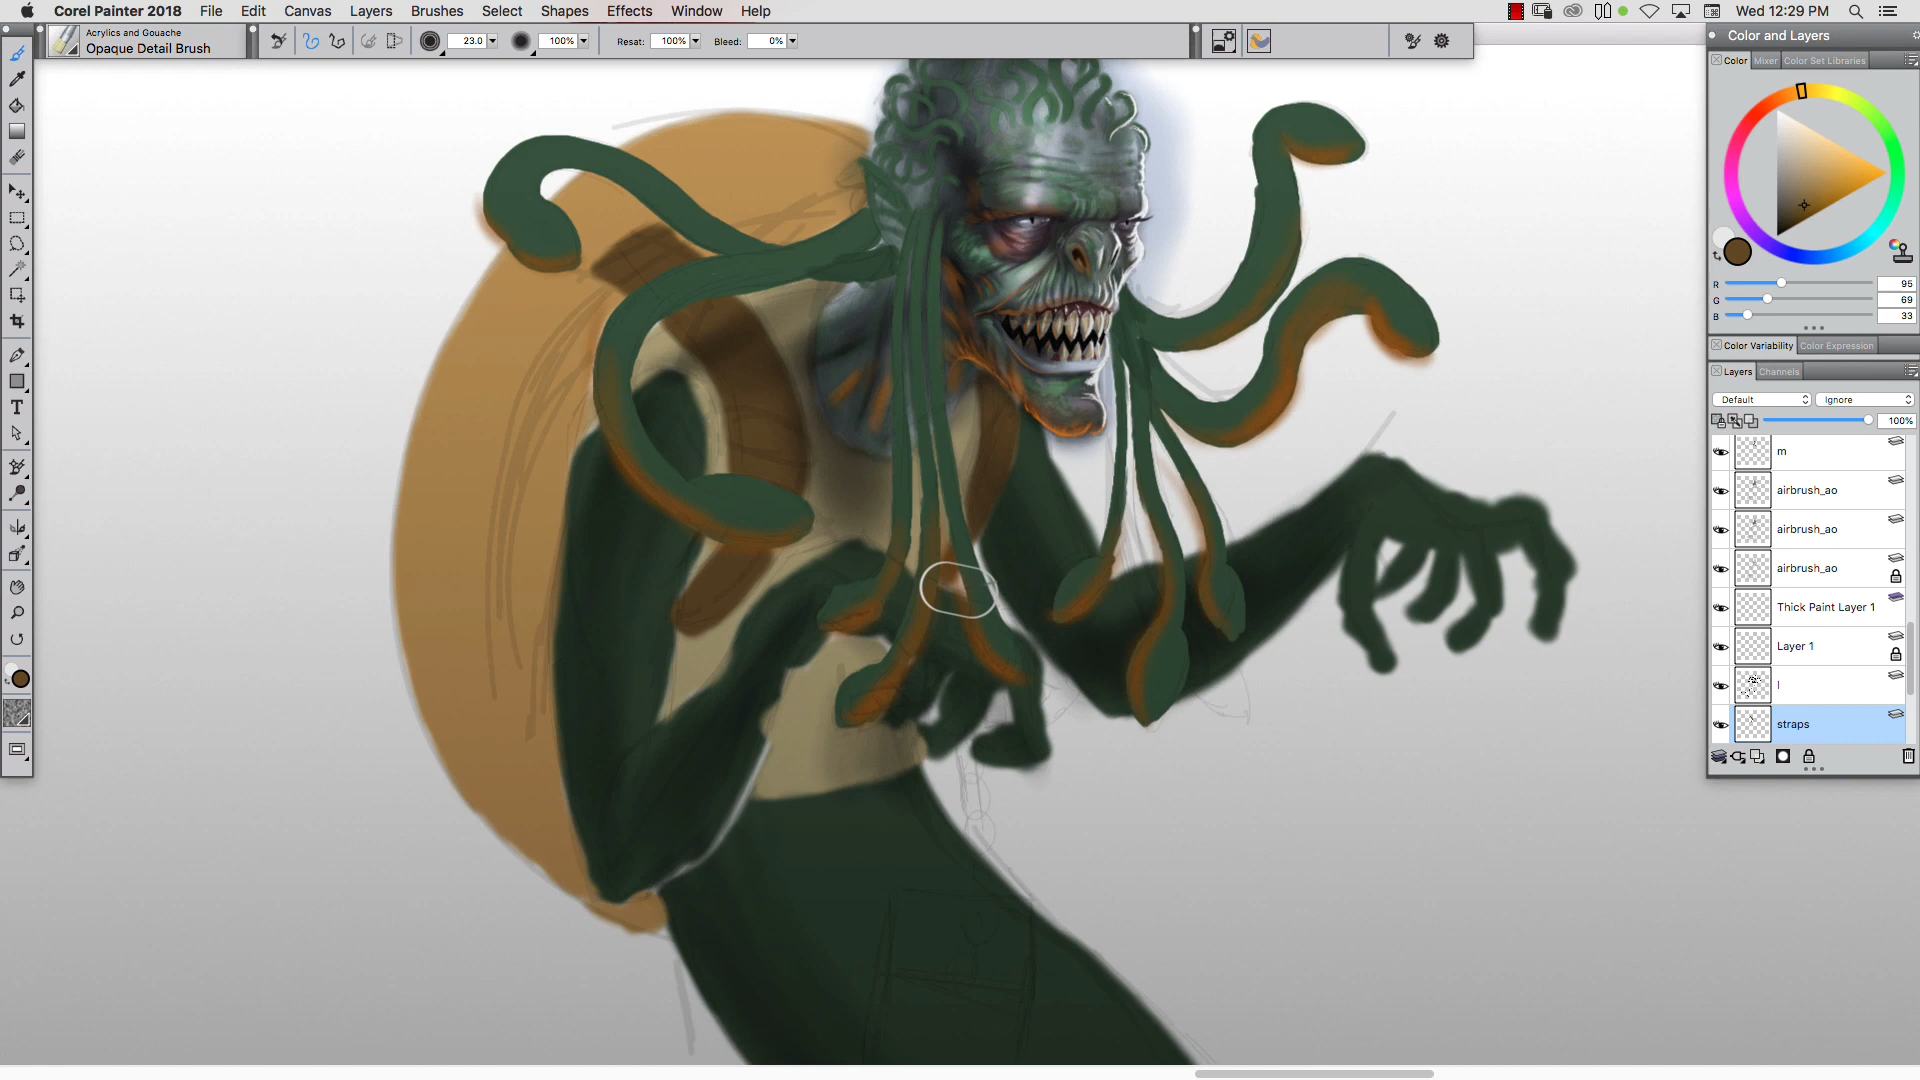 Corel Painter 2018 File Edit Canvas Layers Brushes Select Shapes Effects Window Help Wed 12:29 PM
Acrylics and Gouache
Opaque Detail Brush
23.0 100% Resat: 100% Bleed: 0%
Color and Layers
Color Mixer Color Set Libraries
R 95
G 69
B 33
Color Variability Color Expression
Layers Channels
Default Ignore
100%
m
airbrush_ao
airbrush_ao
airbrush_ao
Thick Paint Layer 1
Layer 1
l
straps